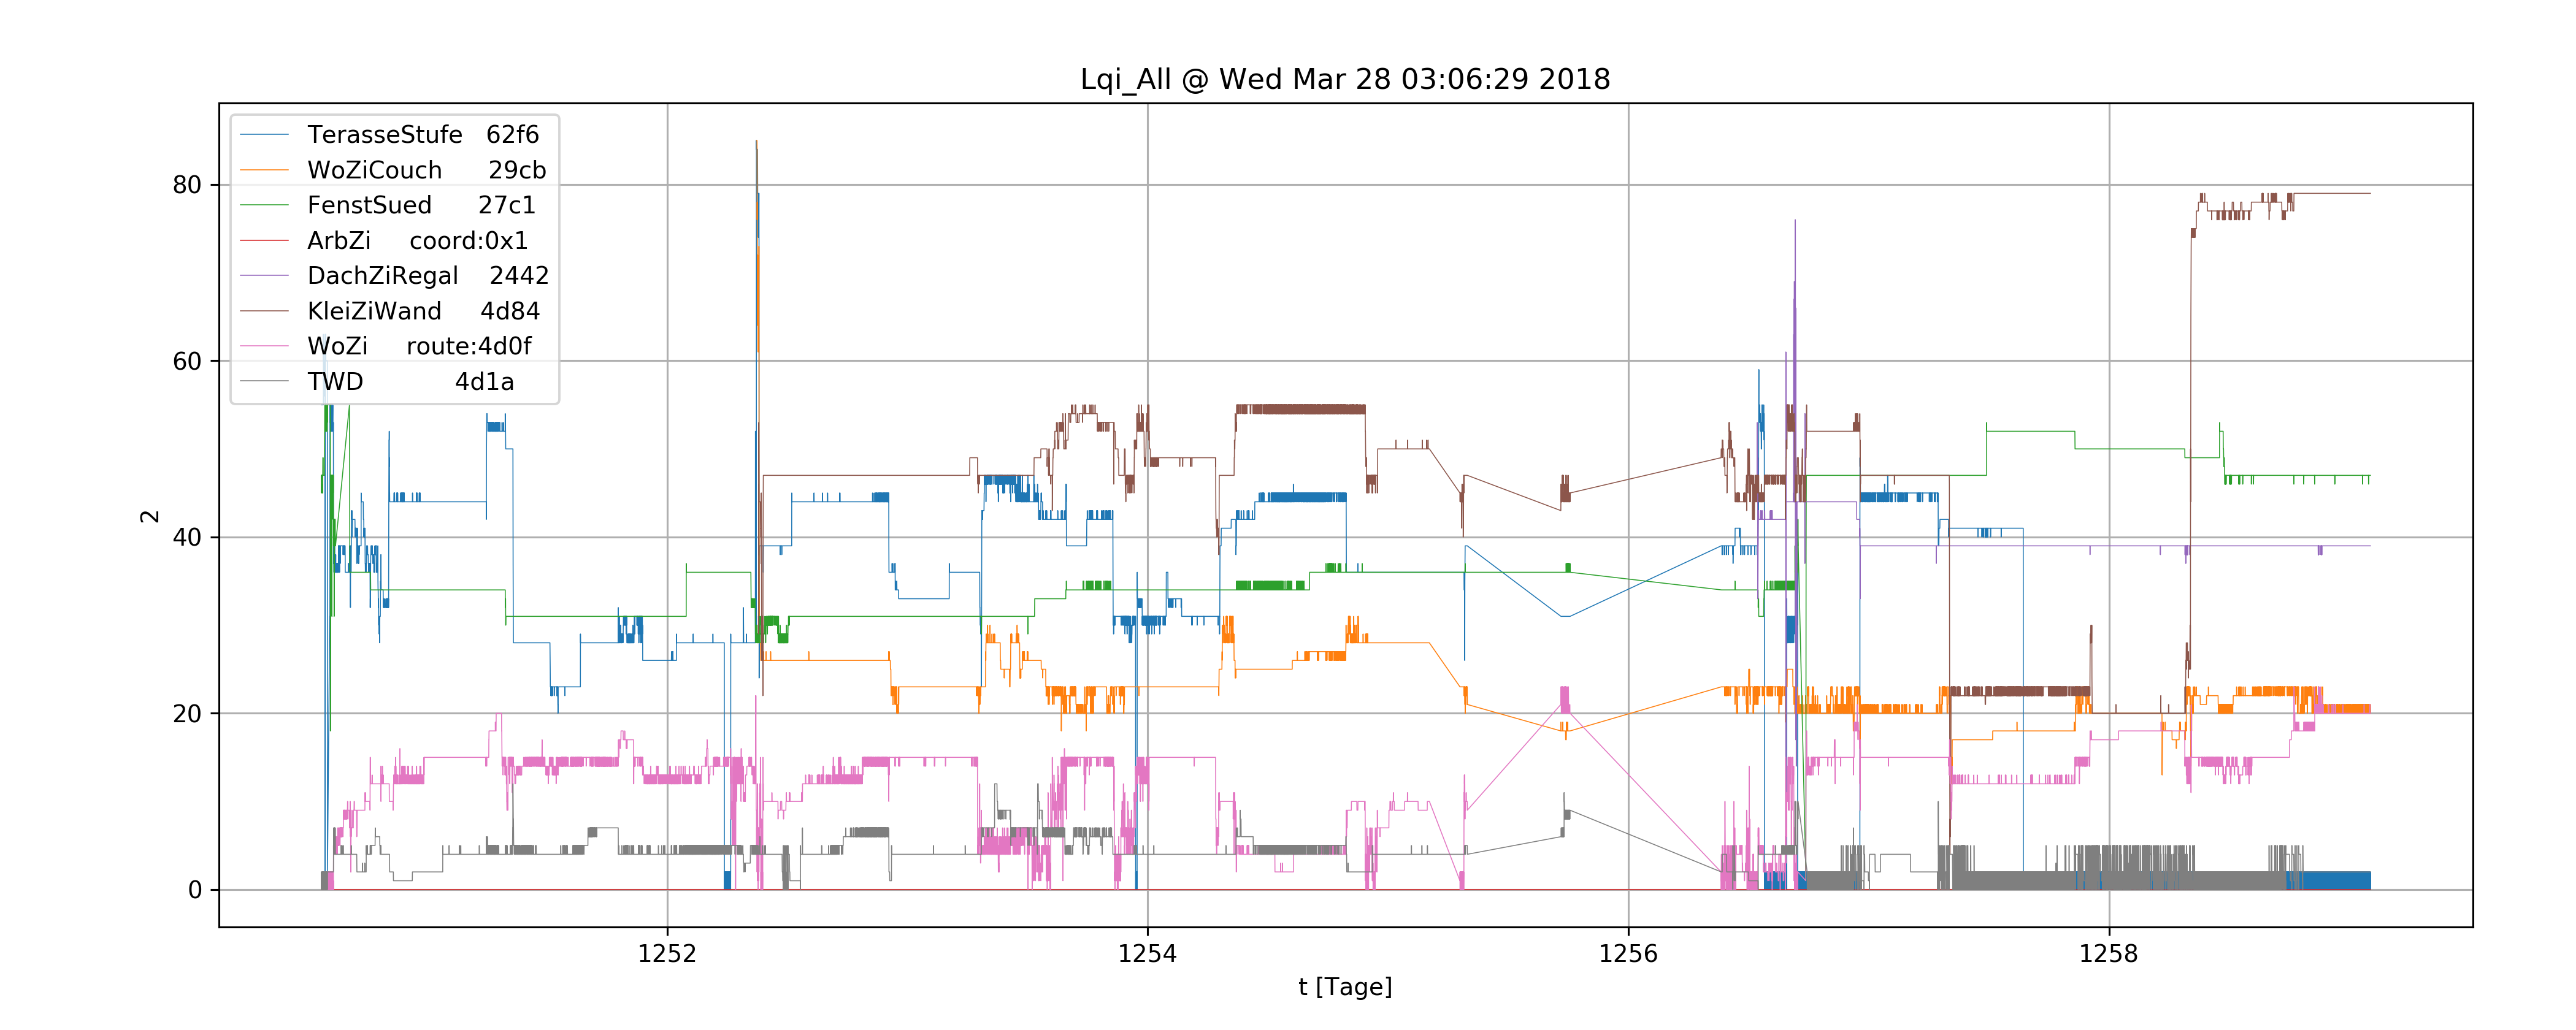 Lqi_All @ Wed Mar 28 03:06:29 2018
TerasseStufe 62f6
WoZiCouch 29cb
FenstSued 27c1
ArbZi coord:0x1
DachZiRegal 2442
KleiZiWand 4d84
WoZi route:4d0f
TWD 4d1a
80
60
40
20
0
2
1252 1254 1256 1258
t [Tage]